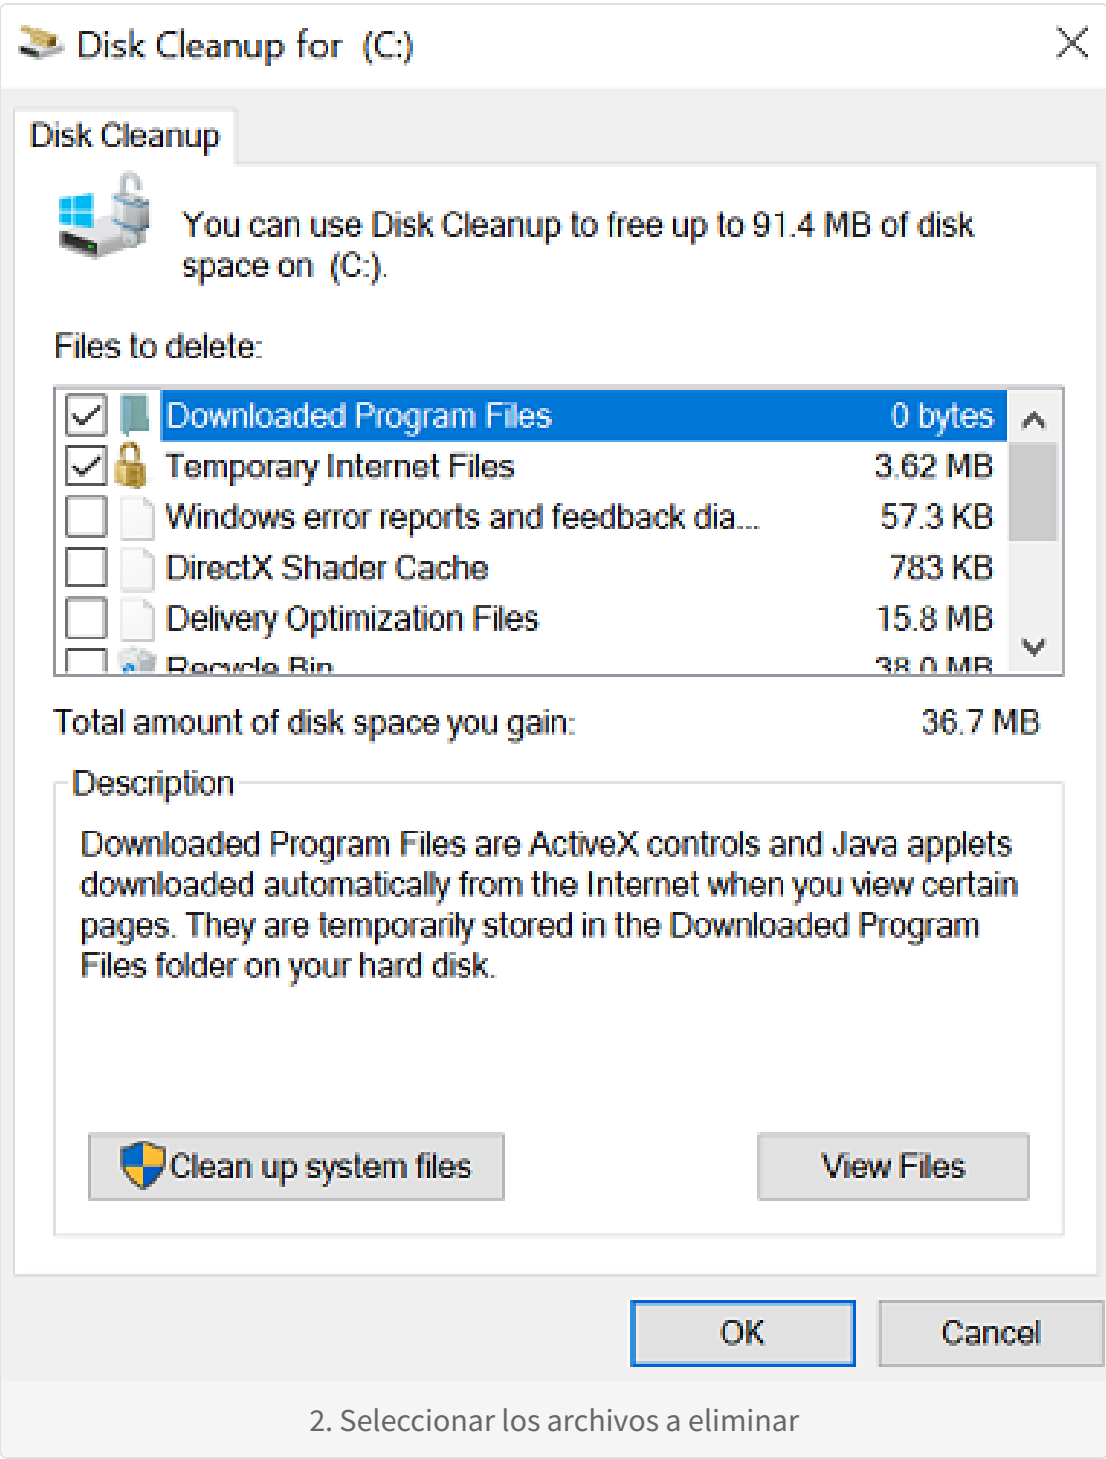 Disk Cleanup for (C:)
Disk Cleanup
You can use Disk Cleanup to free up to 91.4 MB of disk
space on (C:).
Files to delete:
Downloaded Program Files 0 bytes
Temporary Internet Files 3.62 MB
Windows error reports and feedback dia... 57.3 KB
DirectX Shader Cache 783 KB
Delivery Optimization Files 15.8 MB
Recycle Bin 38.0 MB
Total amount of disk space you gain: 36.7 MB
Description
Downloaded Program Files are ActiveX controls and Java applets
downloaded automatically from the Internet when you view certain
pages. They are temporarily stored in the Downloaded Program
Files folder on your hard disk.
Clean up system files View Files
OK Cancel
2. Seleccionar los archivos a eliminar